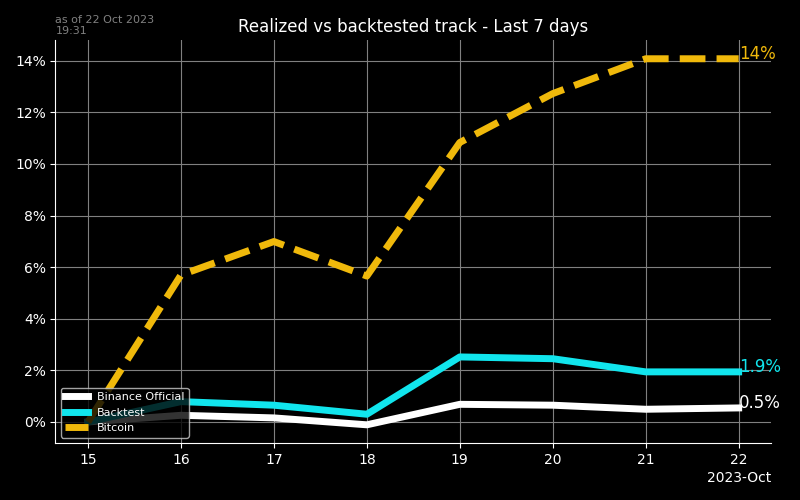 as of 22 Oct 2023
19:31
Realized vs backtested track - Last 7 days
14%
12%
10%
8%
6%
4%
2%
0%
14%
1.9%
0.5%
Binance Official
Backtest
Bitcoin
15 16 17 18 19 20 21 22
2023-Oct